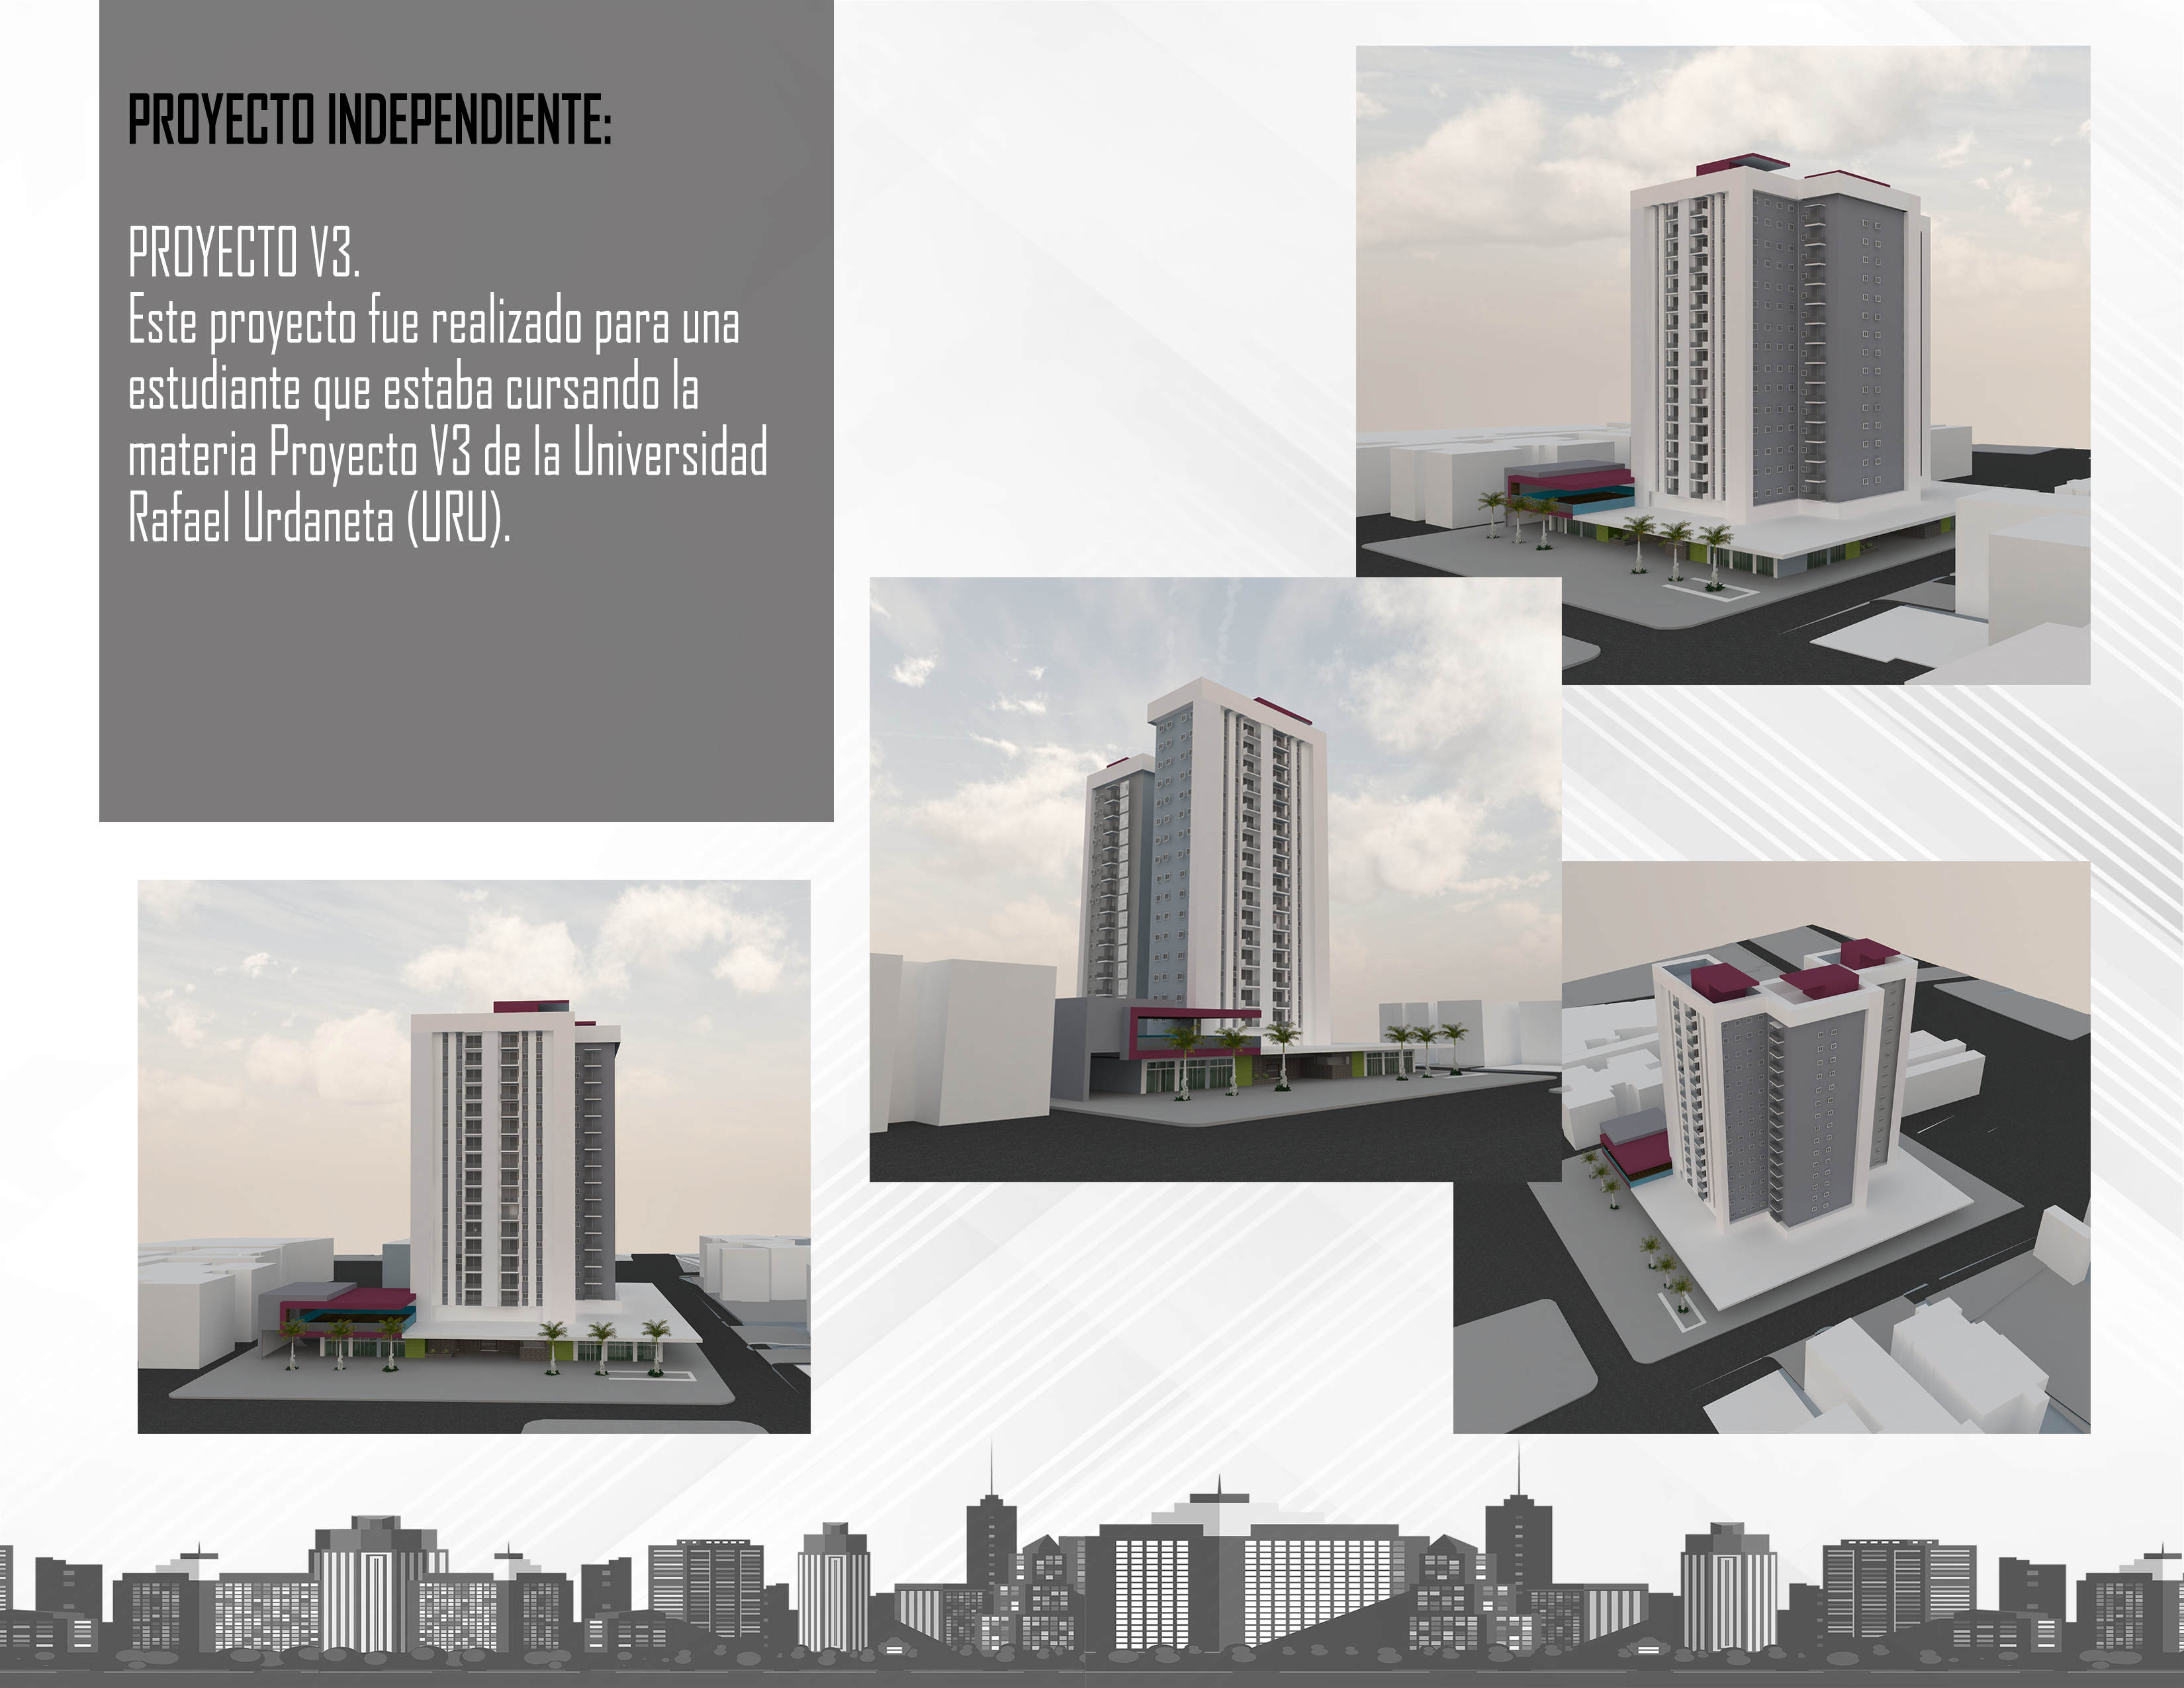 PROYECTO INDEPENDIENTE:
PROYECTO V3.
Este proyecto fue realizado para una
estudiante que estaba cursando la
materia Proyecto V3 de la Universidad
Rafael Urdaneta (URU).